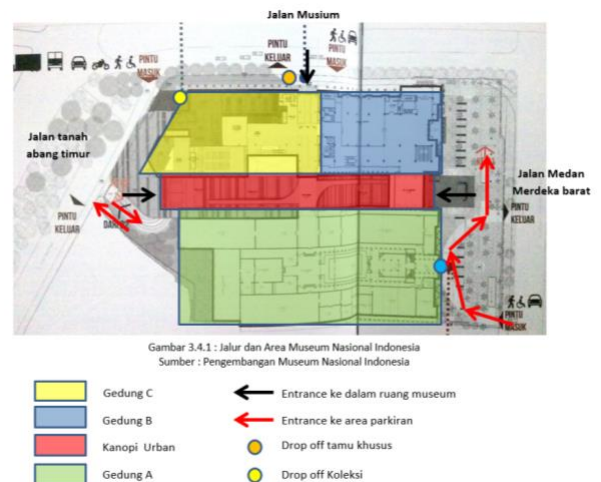 Jalan Musium
PINTU
KELUAR
PINTU
MASUK
PINTU
MASUK
Jalan tanah
abang timur
PINTU
KELUAR
Jalan Medan
Merdeka barat
PINTU
KELUAR
PINTU
MASUK
Gambar 3.4.1 : Jalur dan Area Museum Nasional Indonesia
Sumber : Pengembangan Museum Nasional Indonesia
Gedung C
Entrance ke dalam ruang museum
Gedung B
Entrance ke area parkiran
Kanopi Urban
Drop off tamu khusus
Gedung A
Drop off Koleksi